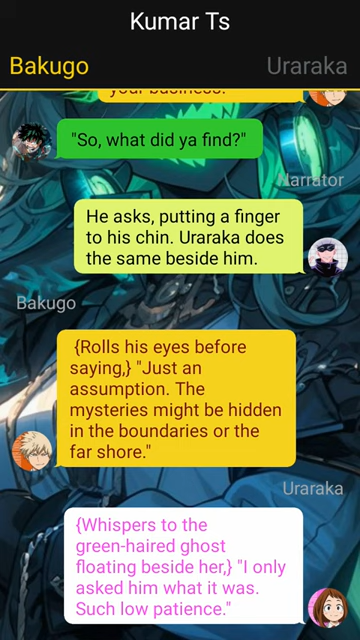 Kumar Ts
Bakugo
Uraraka
your business."
"So, what did ya find?"
Narrator
He asks, putting a finger
to his chin. Uraraka does
the same beside him.
Bakugo
{Rolls his eyes before
saying,} "Just an
assumption. The
mysteries might be hidden
in the boundaries or the
far shore."
Uraraka
{Whispers to the
green-haired ghost
floating beside her,} "I only
asked him what it was.
Such low patience."